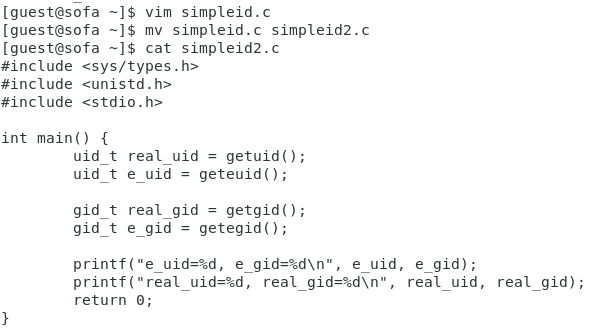 [guest@sofa ~]$ vim simpleid.c
[guest@sofa ~]$ mv simpleid.c simpleid2.c
[guest@sofa ~]$ cat simpleid2.c
#include <sys/types.h>
#include <unistd.h>
#include <stdio.h>

int main() {
        uid_t real_uid = getuid();
        uid_t e_uid = geteuid();

        gid_t real_gid = getgid();
        gid_t e_gid = getegid();

        printf("e_uid=%d, e_gid=%d\n", e_uid, e_gid);
        printf("real_uid=%d, real_gid=%d\n", real_uid, real_gid);
        return 0;
}